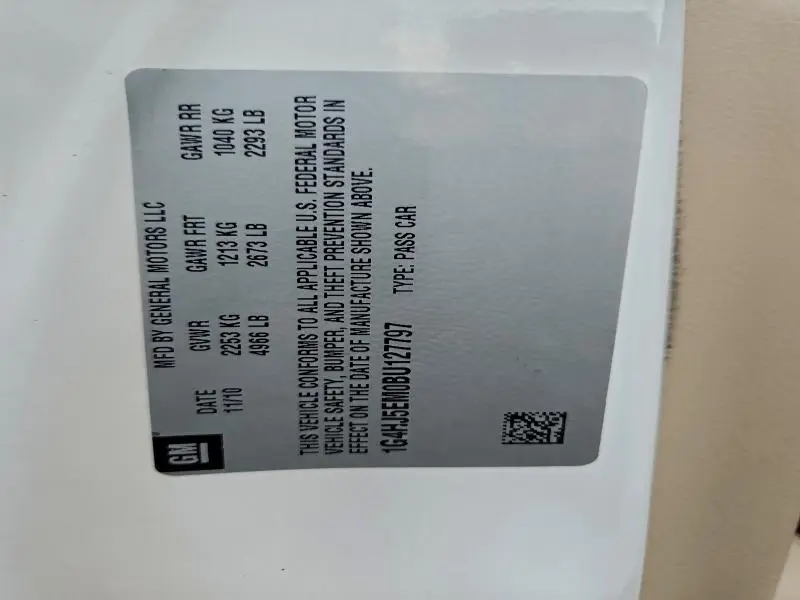 GM
MFD BY GENERAL MOTORS LLC
DATE GVWR GAWR FRT GAWR RR
11/10 2253 KG 1213 KG 1040 KG
4966 LB 2673 LB 2293 LB
THIS VEHICLE CONFORMS TO ALL APPLICABLE U.S. FEDERAL MOTOR
VEHICLE SAFETY, BUMPER, AND THEFT PREVENTION STANDARDS IN
EFFECT ON THE DATE OF MANUFACTURE SHOWN ABOVE.
1G4HJ5EM0BU127797 TYPE: PASS CAR